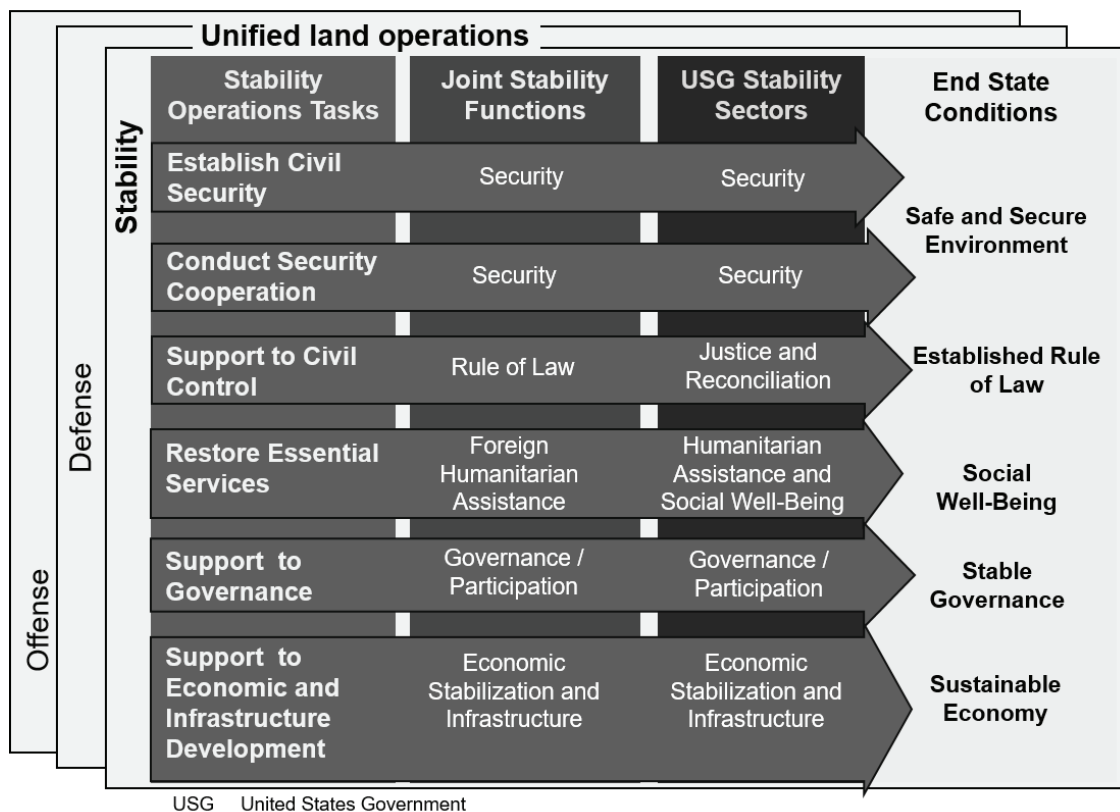 Unified land operations
Offense
Defense
Stability
Stability
Operations Tasks
Joint Stability
Functions
USG Stability
Sectors
End State
Conditions
Establish Civil
Security
Security
Security
Safe and Secure
Environment
Conduct Security
Cooperation
Security
Security
Support to Civil
Control
Rule of Law
Justice and
Reconciliation
Established Rule
of Law
Restore Essential
Services
Foreign
Humanitarian
Assistance
Humanitarian
Assistance and
Social Well-Being
Social
Well-Being
Support to
Governance
Governance /
Participation
Governance /
Participation
Stable
Governance
Support to
Economic and
Infrastructure
Development
Economic
Stabilization and
Infrastructure
Economic
Stabilization and
Infrastructure
Sustainable
Economy
USG United States Government